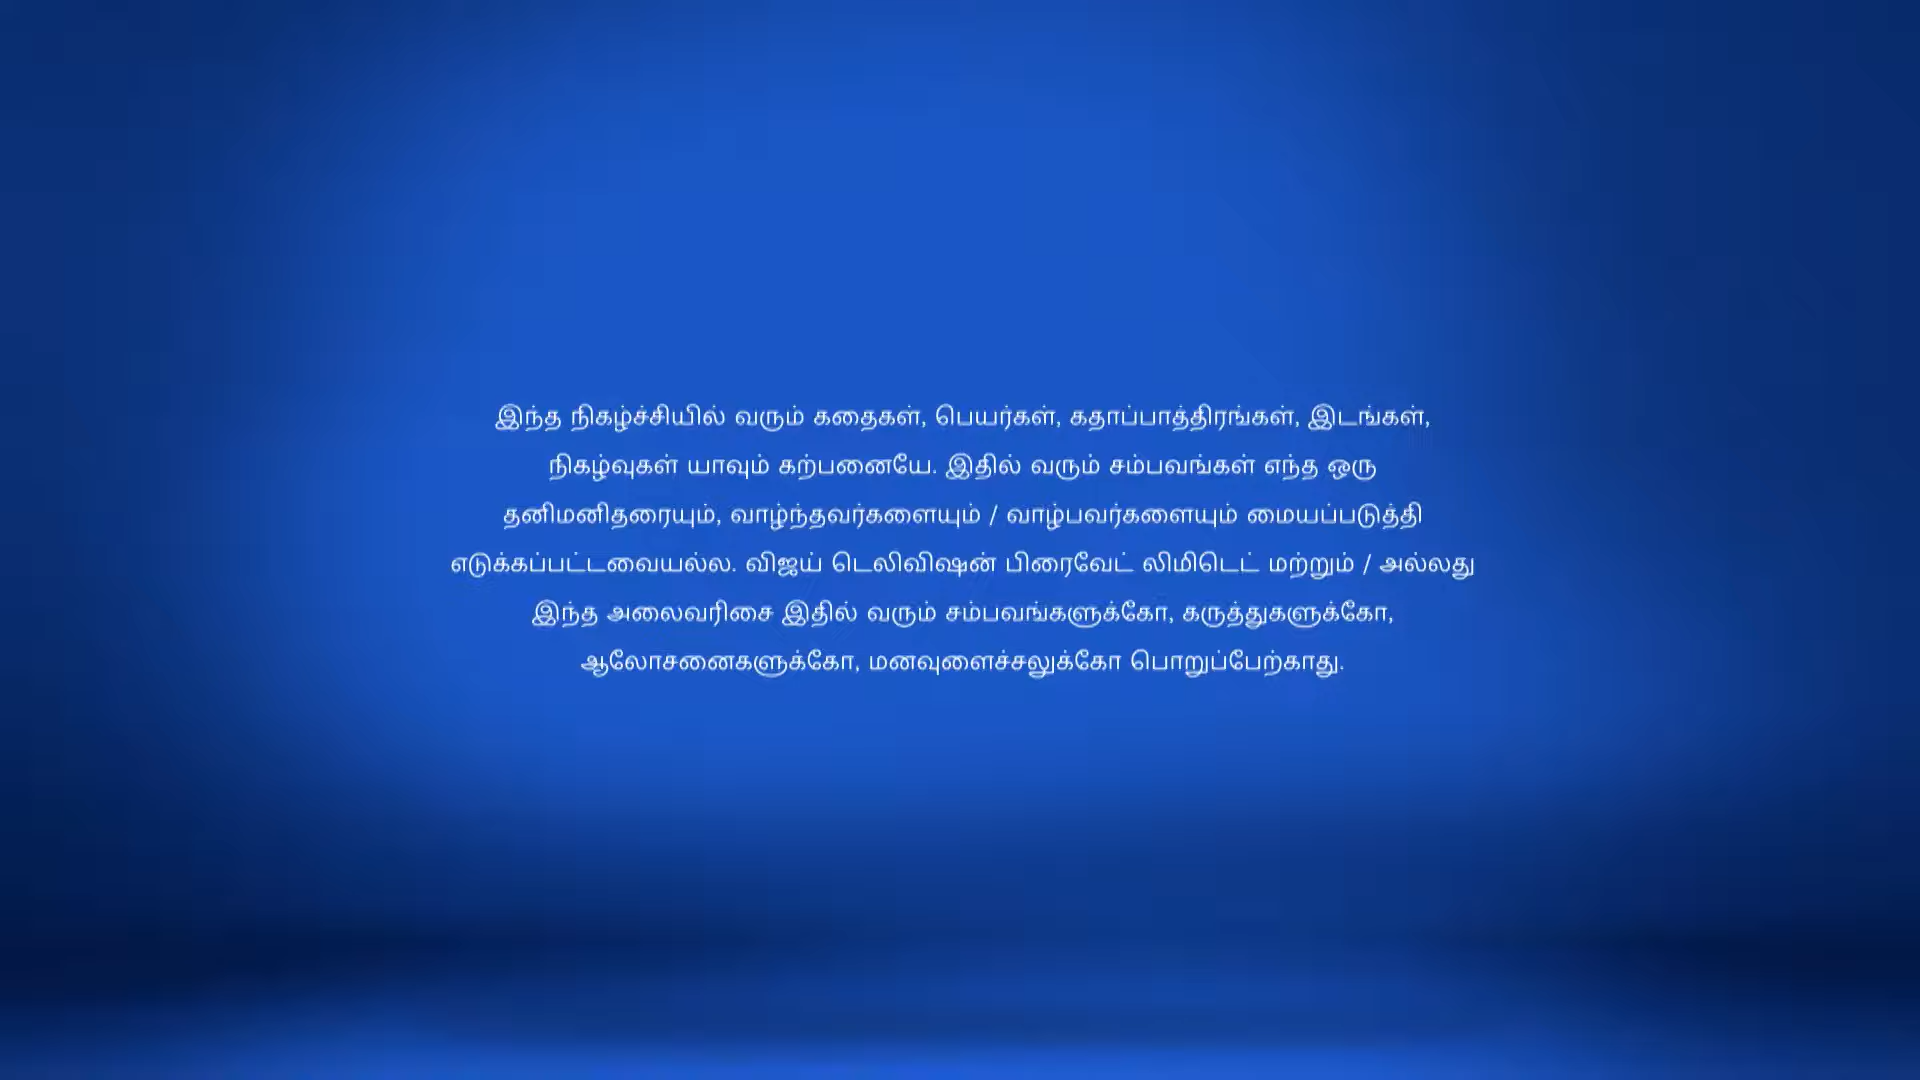 இந்த நிகழ்ச்சியில் வரும் கதைகள், பெயர்கள், கதாப்பாத்திரங்கள், இடங்கள்,
நிகழ்வுகள் யாவும் கற்பனையே. இதில் வரும் சம்பவங்கள் எந்த ஒரு
தனிமனிதரையும், வாழ்ந்தவர்களையும் / வாழ்பவர்களையும் மையப்படுத்தி
எடுக்கப்பட்டவையல்ல. விஜய் டெலிவிஷன் பிரைவேட் லிமிடெட் மற்றும் / அல்லது
இந்த அலைவரிசை இதில் வரும் சம்பவங்களுக்கோ, கருத்துகளுக்கோ,
ஆலோசனைகளுக்கோ, மனவுளைச்சலுக்கோ பொறுப்பேற்காது.